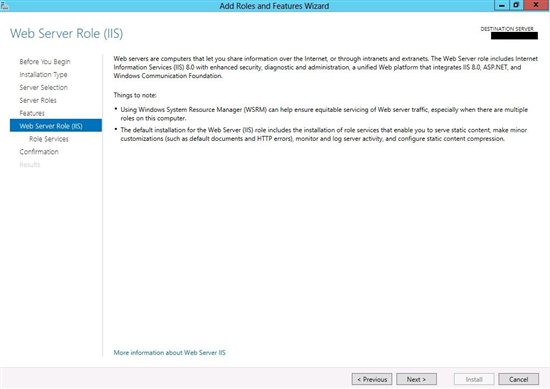 Add Roles and Features Wizard
Web Server Role (IIS)
DESTINATION SERVER
Before You Begin
Installation Type
Server Selection
Server Roles
Features
Web Server Role (IIS)
Role Services
Confirmation
Results
Web servers are computers that let you share information over the Internet, or through intranets and extranets. The Web Server role includes Internet
Information Services (IIS) 8.0 with enhanced security, diagnostic and administration, a unified Web platform that integrates IIS 8.0, ASP.NET, and
Windows Communication Foundation.
Things to note:
• Using Windows System Resource Manager (WSRM) can help ensure equitable servicing of Web server traffic, especially when there are multiple
roles on this computer.
• The default installation for the Web Server (IIS) role includes the installation of role services that enable you to serve static content, make minor
customizations (such as default documents and HTTP errors), monitor and log server activity, and configure static content compression.
More information about Web Server IIS
< Previous
Next >
Install
Cancel